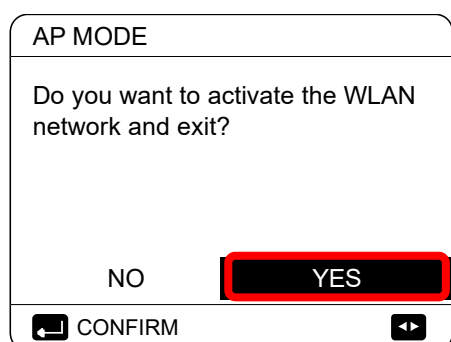 AP MODE
Do you want to activate the WLAN
network and exit?
NO YES
CONFIRM